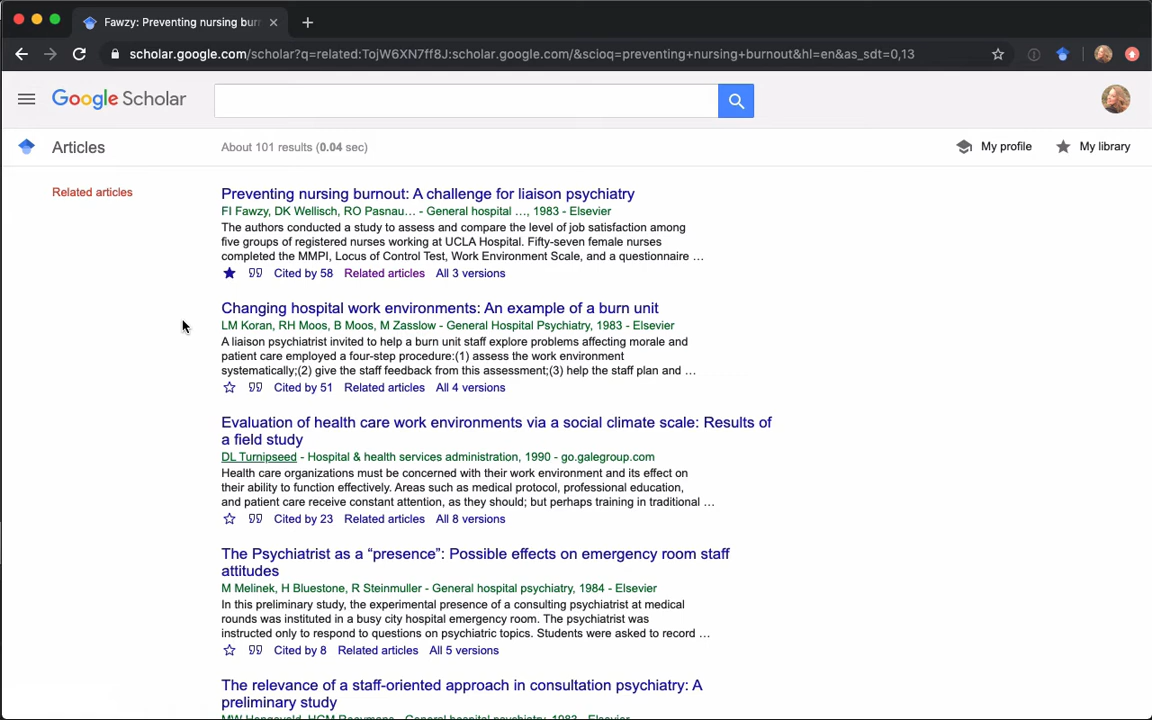 Fawzy: Preventing nursing bur
scholar.google.com/scholar?q=related:TojW6XN7ff8J:scholar.google.com/&scioq=preventing+nursing+burnout&hl=en&as_sdt=0,13
Google Scholar
Articles
About 101 results (0.04 sec)
My profile
My library
Related articles
Preventing nursing burnout: A challenge for liaison psychiatry
FI Fawzy, DK Wellisch, RO Pasnau… - General hospital …, 1983 - Elsevier
The authors conducted a study to assess and compare the level of job satisfaction among
five groups of registered nurses working at UCLA Hospital. Fifty-seven female nurses
completed the MMPI, Locus of Control Test, Work Environment Scale, and a questionnaire …
Cited by 58 Related articles All 3 versions
Changing hospital work environments: An example of a burn unit
LM Koran, RH Moos, B Moos, M Zasslow - General Hospital Psychiatry, 1983 - Elsevier
A liaison psychiatrist invited to help a burn unit staff explore problems affecting morale and
patient care employed a four-step procedure:(1) assess the work environment
systematically;(2) give the staff feedback from this assessment;(3) help the staff plan and …
Cited by 51 Related articles All 4 versions
Evaluation of health care work environments via a social climate scale: Results of
a field study
DL Turnipseed - Hospital & health services administration, 1990 - go.galegroup.com
Health care organizations must be concerned with their work environment and its effect on
their ability to function effectively. Areas such as medical protocol, professional education,
and patient care receive constant attention, as they should; but perhaps training in traditional …
Cited by 23 Related articles All 8 versions
The Psychiatrist as a “presence”: Possible effects on emergency room staff
attitudes
M Melinek, H Bluestone, R Steinmuller - General hospital psychiatry, 1984 - Elsevier
In this preliminary study, the experimental presence of a consulting psychiatrist at medical
rounds was instituted in a busy city hospital emergency room. The psychiatrist was
instructed only to respond to questions on psychiatric topics. Students were asked to record …
Cited by 8 Related articles All 5 versions
The relevance of a staff-oriented approach in consultation psychiatry: A
preliminary study